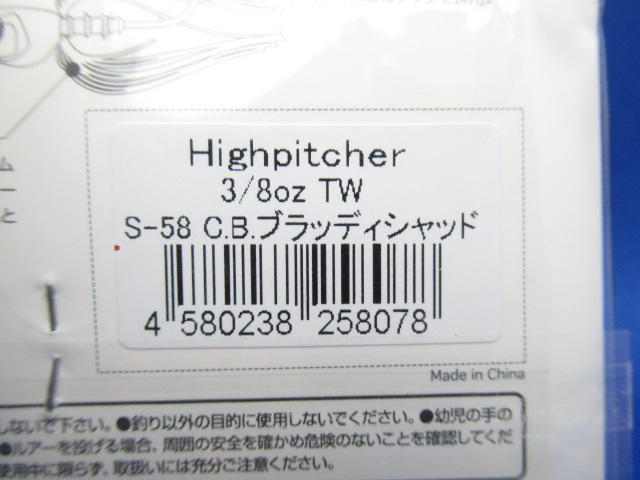 ム
ー
と
Highpitcher
3/8oz TW
S-58 C.B.ブラッディシャッド
4 580238 258078
Made in China
しないで下さい。●釣り以外の目的に使用しないでください。●幼児の手の
●ルアーを投げる場合、周囲の安全を確かめ危険のないことを確認してくだ
使用中に限らず、取扱いには充分ご注意ください。